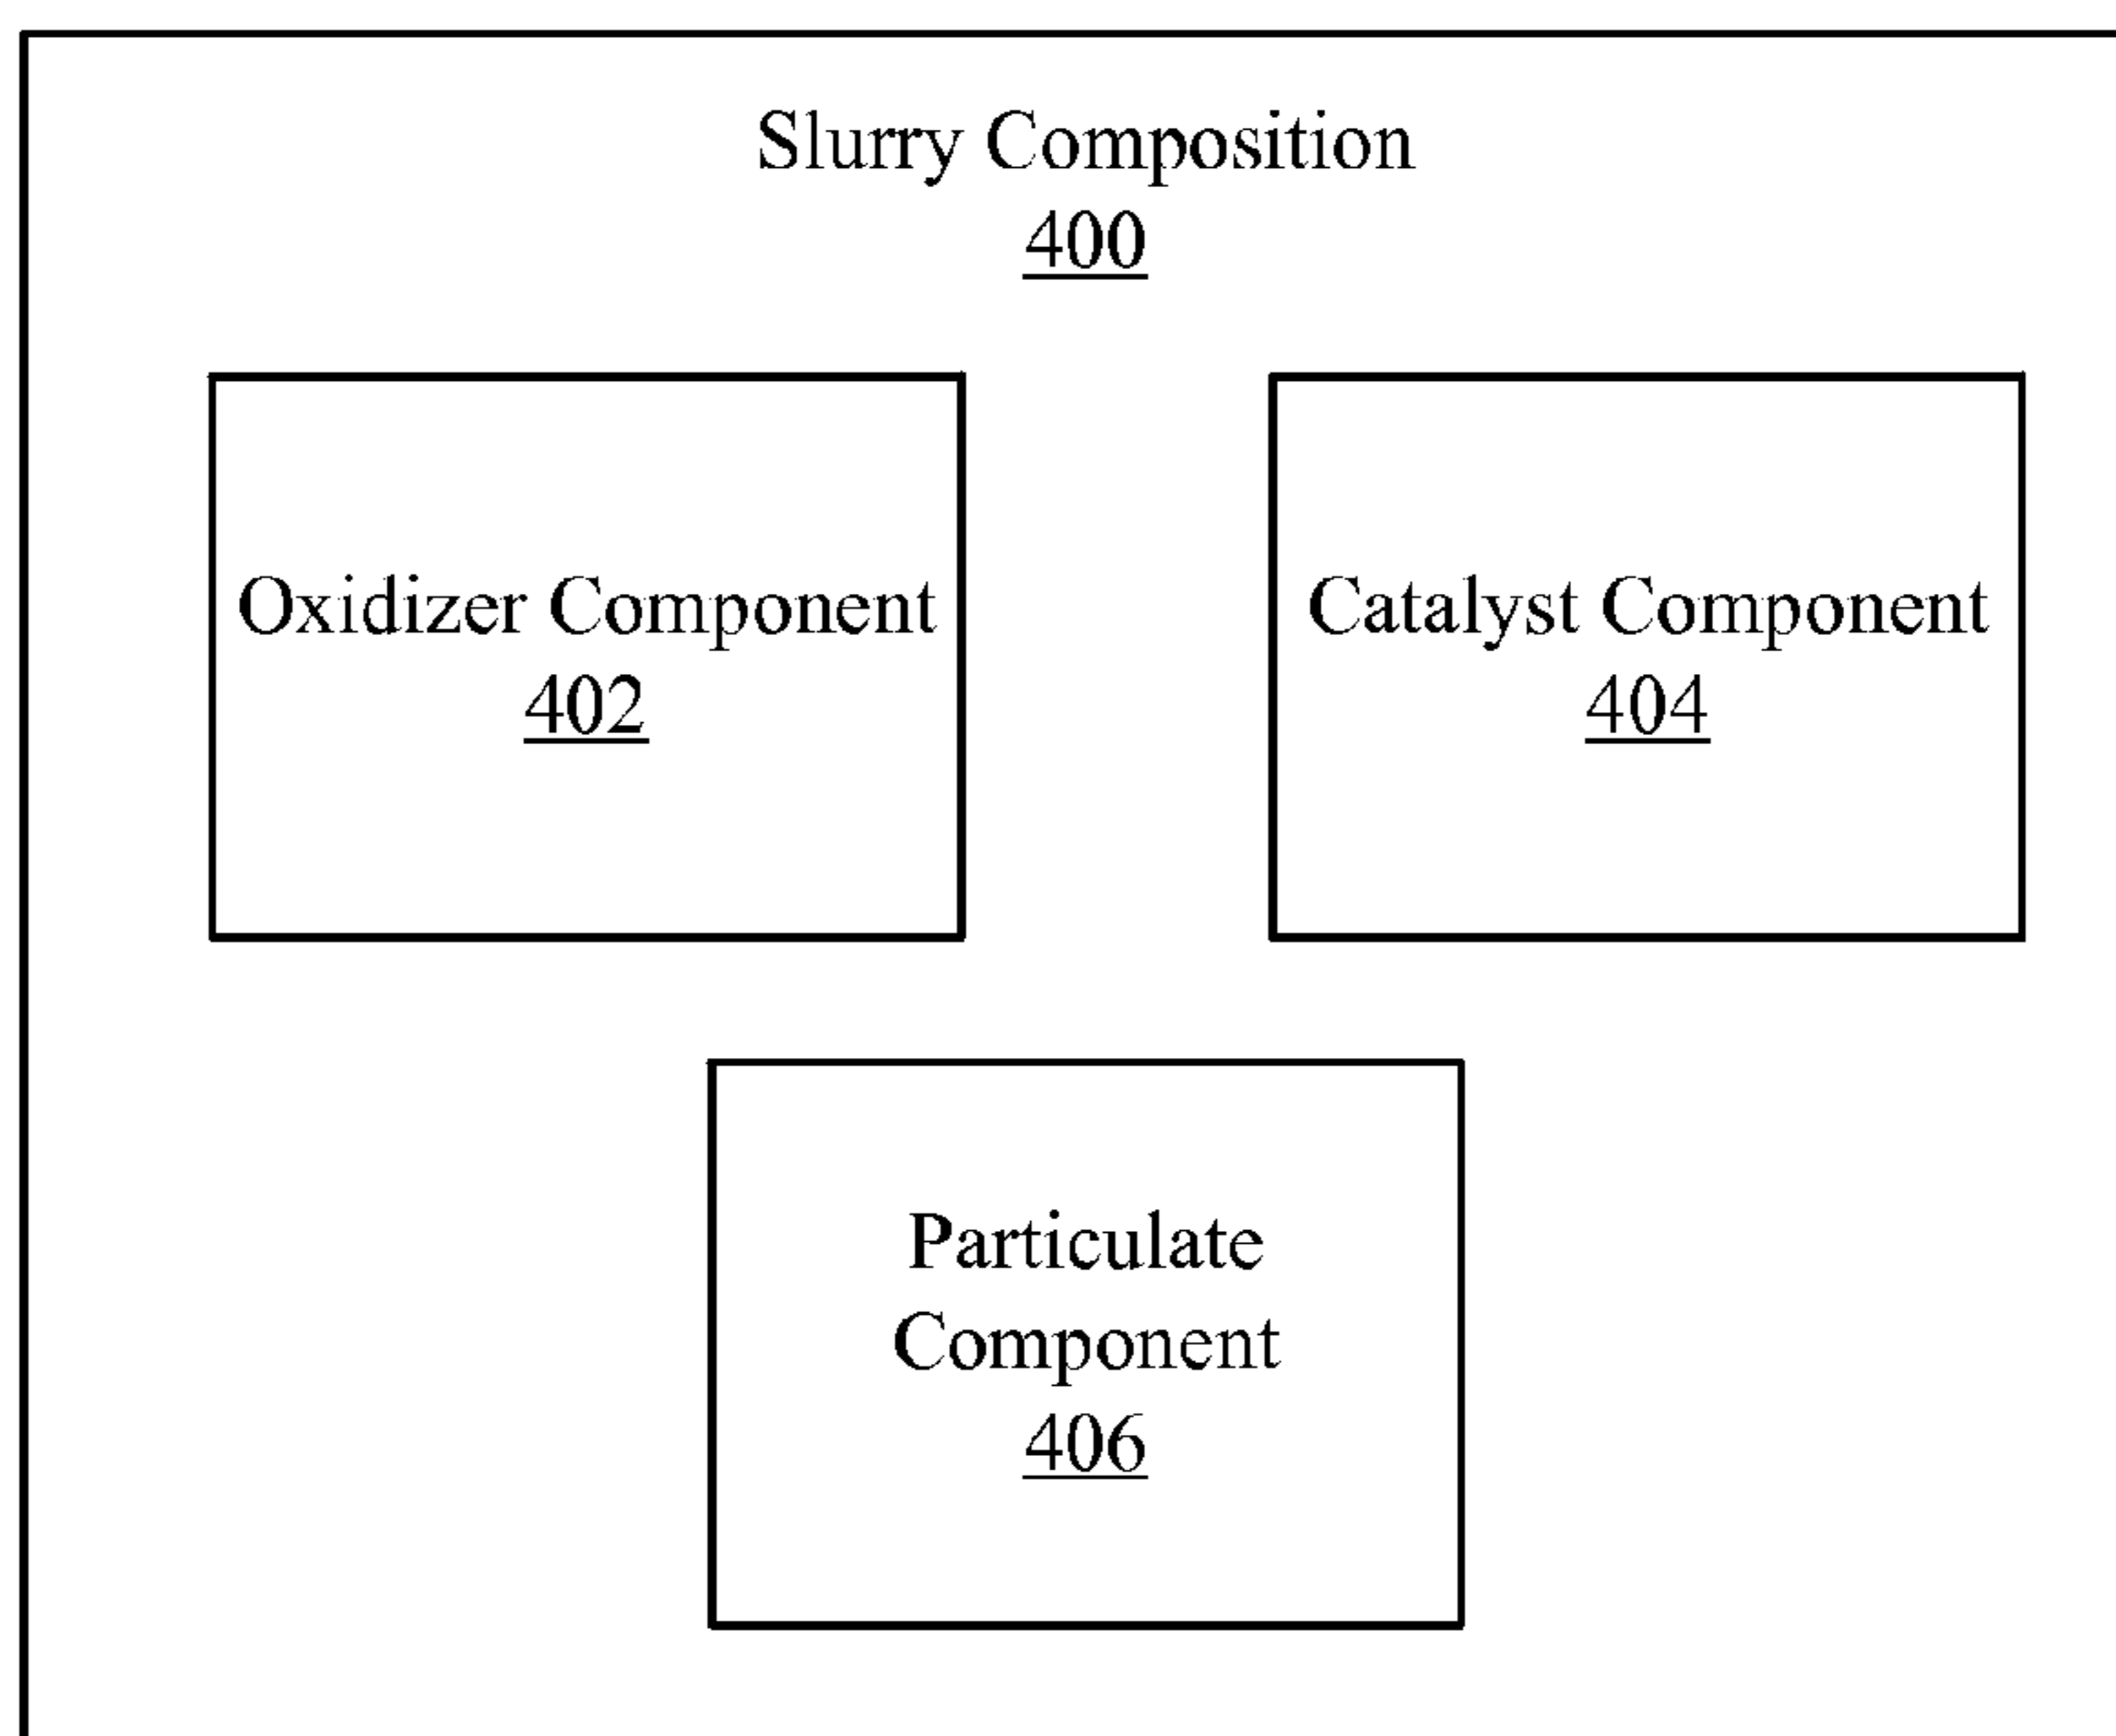 Slurry Composition
400
Oxidizer Component
402
Catalyst Component
404
Particulate
Component
406